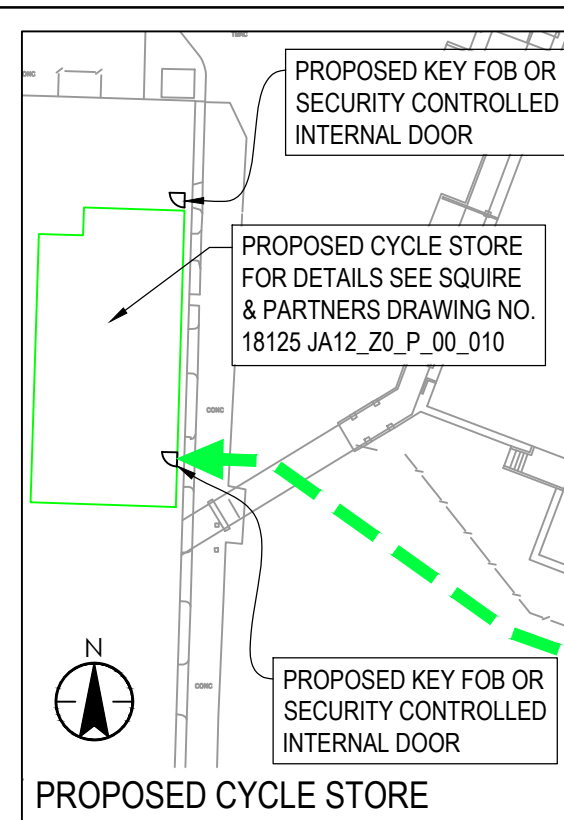 TWRC
CONC
PROPOSED KEY FOB OR
SECURITY CONTROLLED
INTERNAL DOOR
PROPOSED CYCLE STORE
FOR DETAILS SEE SQUIRE
& PARTNERS DRAWING NO.
18125 JA12_Z0_P_00_010
CONC
N
CONC
PROPOSED KEY FOB OR
SECURITY CONTROLLED
INTERNAL DOOR
PROPOSED CYCLE STORE